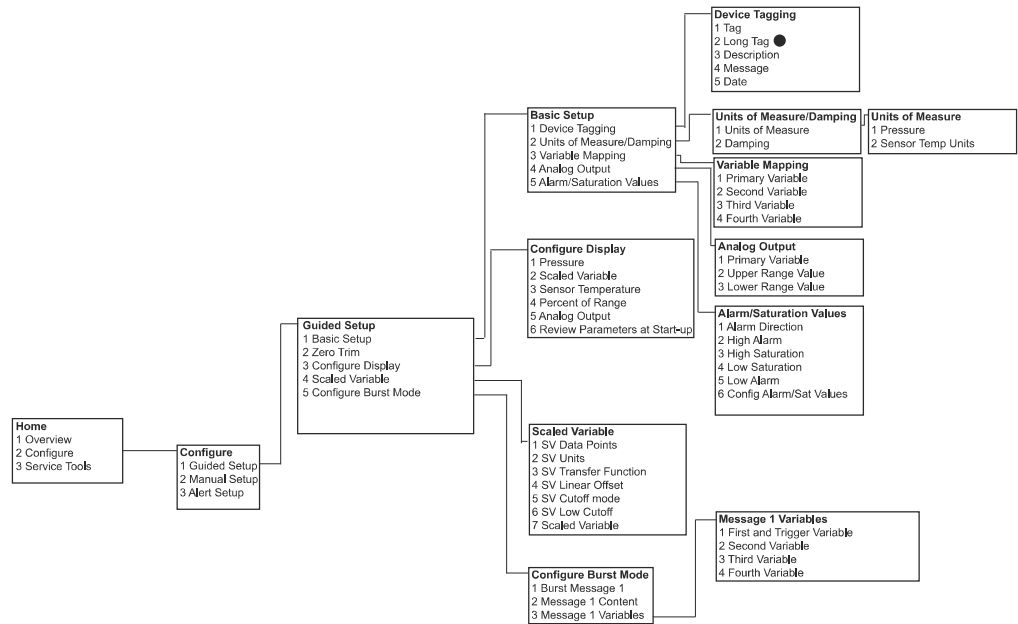 Home
1 Overview
2 Configure
3 Service Tools
Configure
1 Guided Setup
2 Manual Setup
3 Alert Setup
Guided Setup
1 Basic Setup
2 Zero Trim
3 Configure Display
4 Scaled Variable
5 Configure Burst Mode
Basic Setup
1 Device Tagging
2 Units of Measure/Damping
3 Variable Mapping
4 Analog Output
5 Alarm/Saturation Values
Configure Display
1 Pressure
2 Scaled Variable
3 Sensor Temperature
4 Percent of Range
5 Analog Output
6 Review Parameters at Start-up
Scaled Variable
1 SV Data Points
2 SV Units
3 SV Transfer Function
4 SV Linear Offset
5 SV Cutoff mode
6 SV Low Cutoff
7 Scaled Variable
Configure Burst Mode
1 Burst Message 1
2 Message 1 Content
3 Message 1 Variables
Device Tagging
1 Tag
2 Long Tag
3 Description
4 Message
5 Date
Units of Measure/Damping
1 Units of Measure
2 Damping
Units of Measure
1 Pressure
2 Sensor Temp Units
Variable Mapping
1 Primary Variable
2 Second Variable
3 Third Variable
4 Fourth Variable
Analog Output
1 Primary Variable
2 Upper Range Value
3 Lower Range Value
Alarm/Saturation Values
1 Alarm Direction
2 High Alarm
3 High Saturation
4 Low Saturation
5 Low Alarm
6 Config Alarm/Sat Values
Message 1 Variables
1 First and Trigger Variable
2 Second Variable
3 Third Variable
4 Fourth Variable